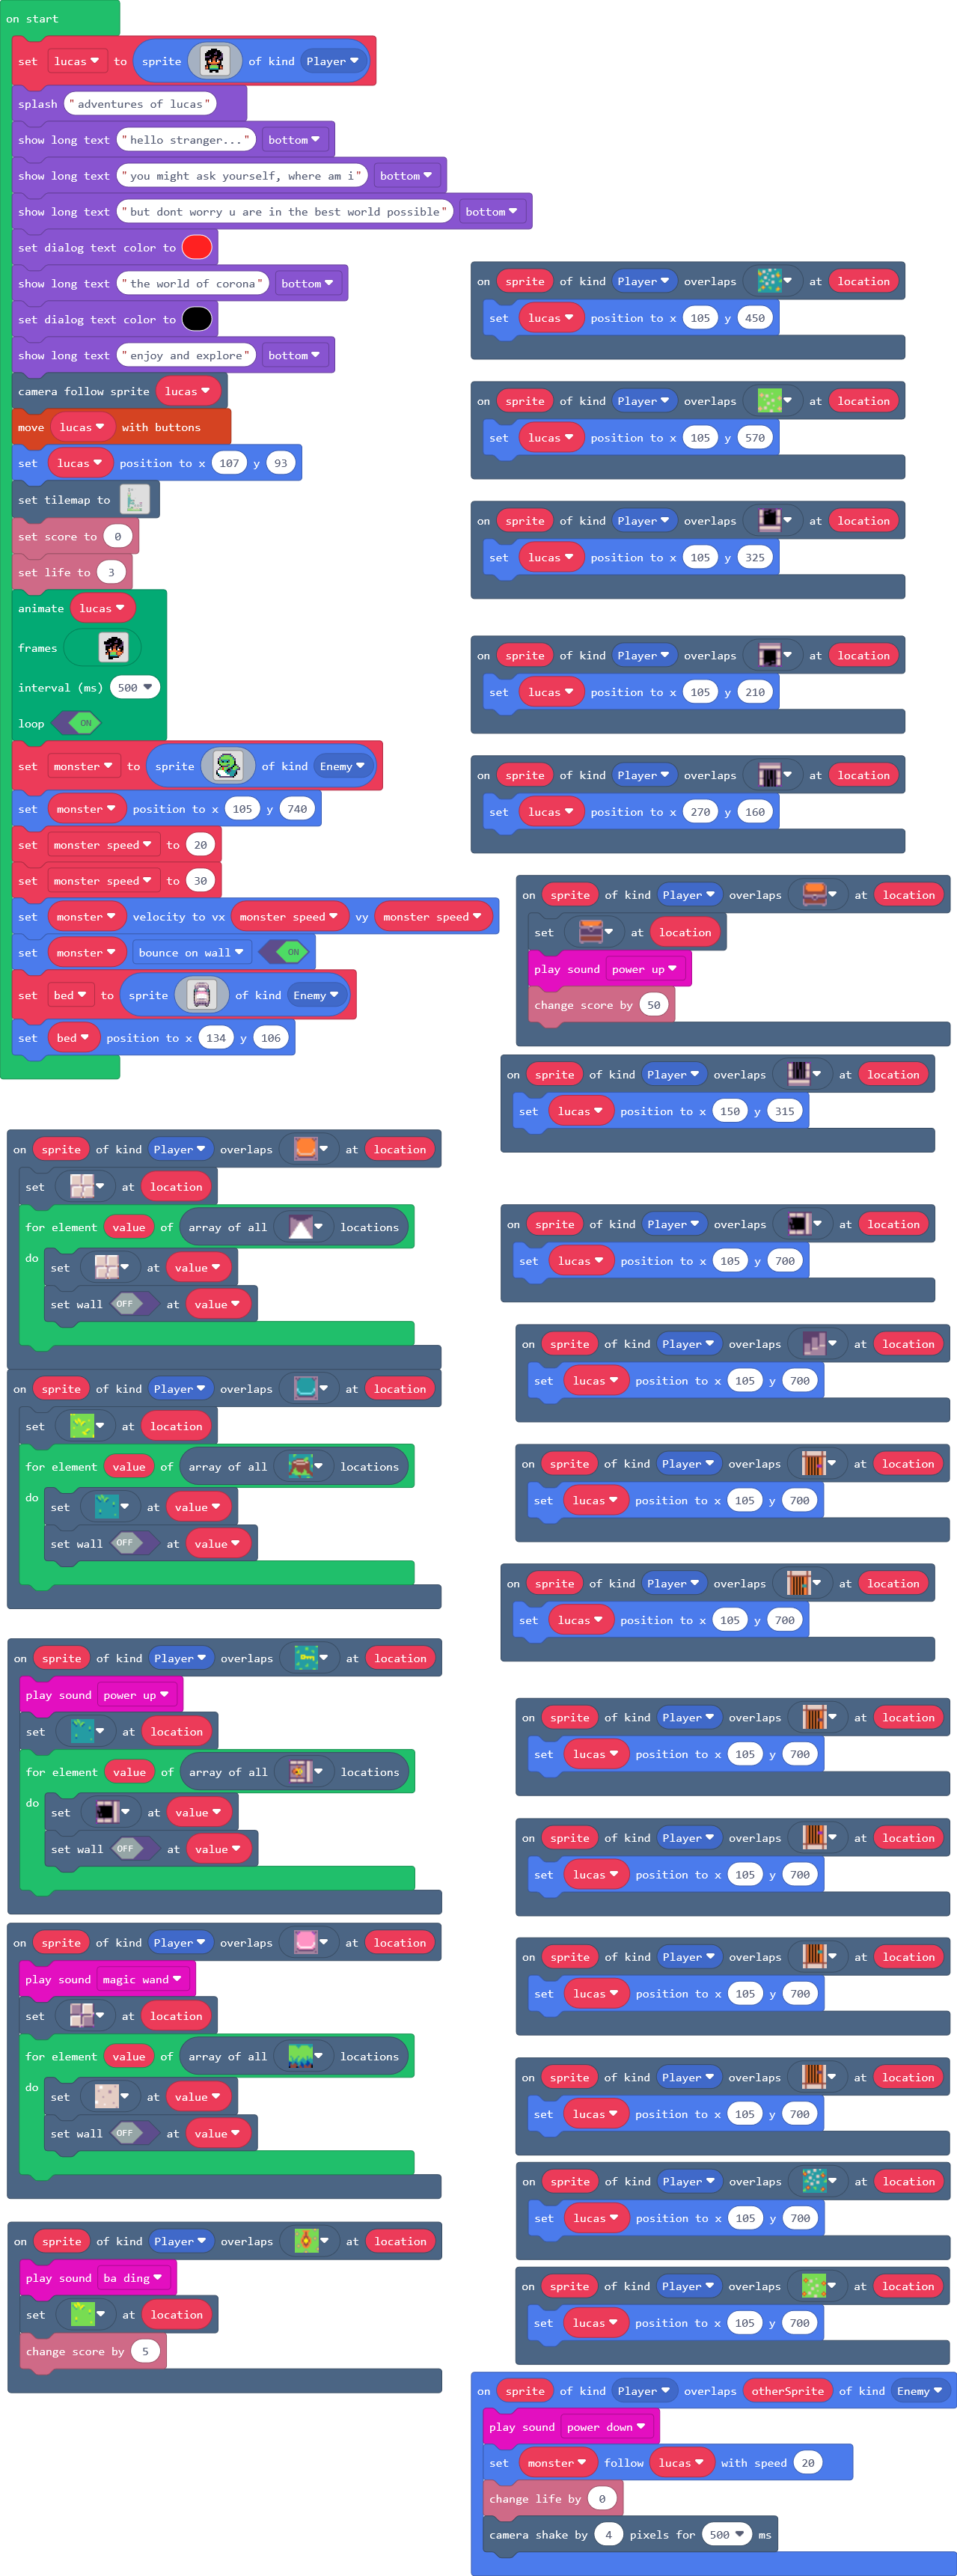 on start
set lucas to sprite of kind Player
splash "adventures of lucas"
show long text "hello stranger..." bottom
show long text "you might ask yourself, where am i" bottom
show long text "but dont worry u are in the best world possible" bottom
set dialog text color to
show long text "the world of corona" bottom
set dialog text color to
show long text "enjoy and explore" bottom
camera follow sprite lucas
move lucas with buttons
set lucas position to x 107 y 93
set tilemap to
set score to 0
set life to 3
animate lucas
frames
interval (ms) 500
loop ON
set monster to sprite of kind Enemy
set monster position to x 105 y 740
set monster speed to 20
set monster speed to 30
set monster velocity to vx monster speed vy monster speed
set monster bounce on wall ON
set bed to sprite of kind Enemy
set bed position to x 134 y 106
on sprite of kind Player overlaps at location
set at location
for element value of array of all locations
do set at value
set wall OFF at value
on sprite of kind Player overlaps at location
set at location
for element value of array of all locations
do set at value
set wall OFF at value
on sprite of kind Player overlaps at location
play sound power up
set at location
for element value of array of all locations
do set at value
set wall OFF at value
on sprite of kind Player overlaps at location
play sound magic wand
set at location
for element value of array of all locations
do set at value
set wall OFF at value
on sprite of kind Player overlaps at location
play sound ba ding
set at location
change score by 5
on sprite of kind Player overlaps at location
set lucas position to x 105 y 450
on sprite of kind Player overlaps at location
set lucas position to x 105 y 570
on sprite of kind Player overlaps at location
set lucas position to x 105 y 325
on sprite of kind Player overlaps at location
set lucas position to x 105 y 210
on sprite of kind Player overlaps at location
set lucas position to x 270 y 160
on sprite of kind Player overlaps at location
set at location
play sound power up
change score by 50
on sprite of kind Player overlaps at location
set lucas position to x 150 y 315
on sprite of kind Player overlaps at location
set lucas position to x 105 y 700
on sprite of kind Player overlaps at location
set lucas position to x 105 y 700
on sprite of kind Player overlaps at location
set lucas position to x 105 y 700
on sprite of kind Player overlaps at location
set lucas position to x 105 y 700
on sprite of kind Player overlaps at location
set lucas position to x 105 y 700
on sprite of kind Player overlaps at location
set lucas position to x 105 y 700
on sprite of kind Player overlaps at location
set lucas position to x 105 y 700
on sprite of kind Player overlaps at location
set lucas position to x 105 y 700
on sprite of kind Player overlaps at location
set lucas position to x 105 y 700
on sprite of kind Player overlaps at location
set lucas position to x 105 y 700
on sprite of kind Player overlaps otherSprite of kind Enemy
play sound power down
set monster follow lucas with speed 20
change life by 0
camera shake by 4 pixels for 500 ms